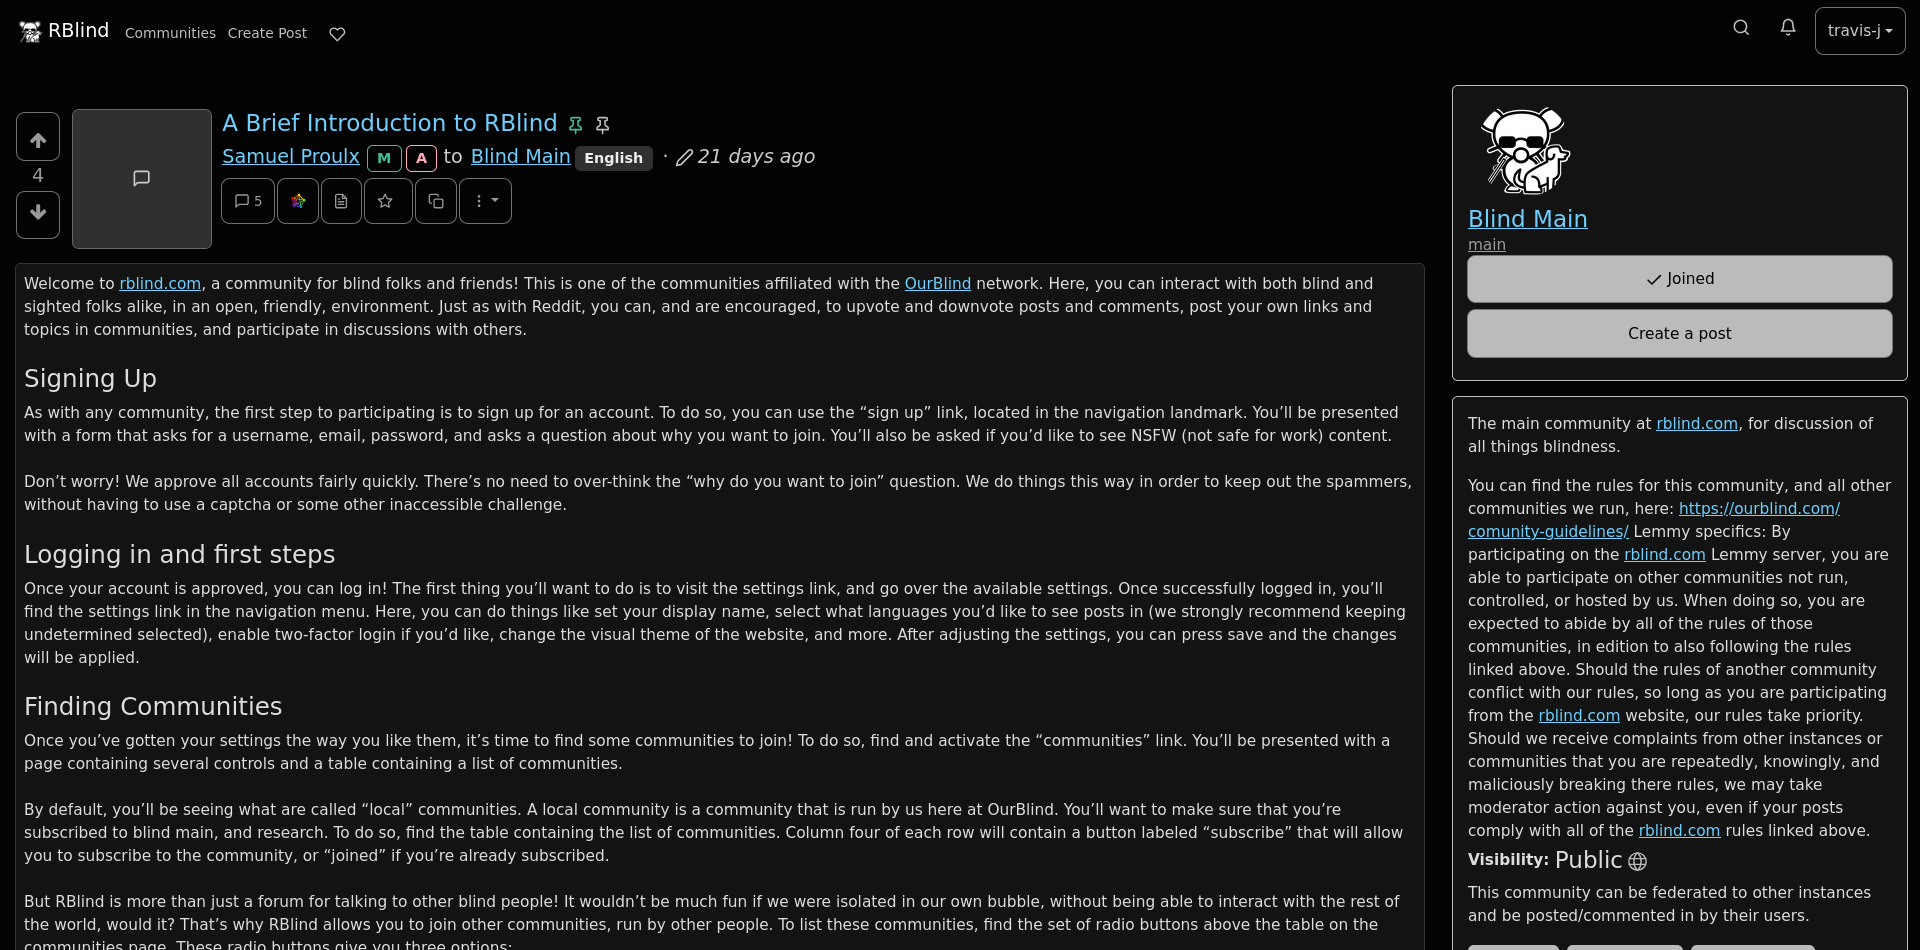 RBlind
Communities
Create Post
travis-j
4
A Brief Introduction to RBlind
Samuel Proulx M A to Blind Main English · 21 days ago
5
Welcome to rblind.com, a community for blind folks and friends! This is one of the communities affiliated with the OurBlind network. Here, you can interact with both blind and
sighted folks alike, in an open, friendly, environment. Just as with Reddit, you can, and are encouraged, to upvote and downvote posts and comments, post your own links and
topics in communities, and participate in discussions with others.
Signing Up
As with any community, the first step to participating is to sign up for an account. To do so, you can use the “sign up” link, located in the navigation landmark. You’ll be presented
with a form that asks for a username, email, password, and asks a question about why you want to join. You’ll also be asked if you’d like to see NSFW (not safe for work) content.
Don’t worry! We approve all accounts fairly quickly. There’s no need to over-think the “why do you want to join” question. We do things this way in order to keep out the spammers,
without having to use a captcha or some other inaccessible challenge.
Logging in and first steps
Once your account is approved, you can log in! The first thing you’ll want to do is to visit the settings link, and go over the available settings. Once successfully logged in, you’ll
find the settings link in the navigation menu. Here, you can do things like set your display name, select what languages you’d like to see posts in (we strongly recommend keeping
undetermined selected), enable two-factor login if you’d like, change the visual theme of the website, and more. After adjusting the settings, you can press save and the changes
will be applied.
Finding Communities
Once you’ve gotten your settings the way you like them, it’s time to find some communities to join! To do so, find and activate the “communities” link. You’ll be presented with a
page containing several controls and a table containing a list of communities.
By default, you’ll be seeing what are called “local” communities. A local community is a community that is run by us here at OurBlind. You’ll want to make sure that you’re
subscribed to blind main, and research. To do so, find the table containing the list of communities. Column four of each row will contain a button labeled “subscribe” that will allow
you to subscribe to the community, or “joined” if you’re already subscribed.
But RBlind is more than just a forum for talking to other blind people! It wouldn’t be much fun if we were isolated in our own bubble, without being able to interact with the rest of
the world, would it? That’s why RBlind allows you to join other communities, run by other people. To list these communities, find the set of radio buttons above the table on the
communities page. These radio buttons give you three options:
Blind Main
main
Joined
Create a post
The main community at rblind.com, for discussion of
all things blindness.
You can find the rules for this community, and all other
communities we run, here: https://ourblind.com/
comunity-guidelines/ Lemmy specifics: By
participating on the rblind.com Lemmy server, you are
able to participate on other communities not run,
controlled, or hosted by us. When doing so, you are
expected to abide by all of the rules of those
communities, in edition to also following the rules
linked above. Should the rules of another community
conflict with our rules, so long as you are participating
from the rblind.com website, our rules take priority.
Should we receive complaints from other instances or
communities that you are repeatedly, knowingly, and
maliciously breaking there rules, we may take
moderator action against you, even if your posts
comply with all of the rblind.com rules linked above.
Visibility: Public
This community can be federated to other instances
and be posted/commented in by their users.